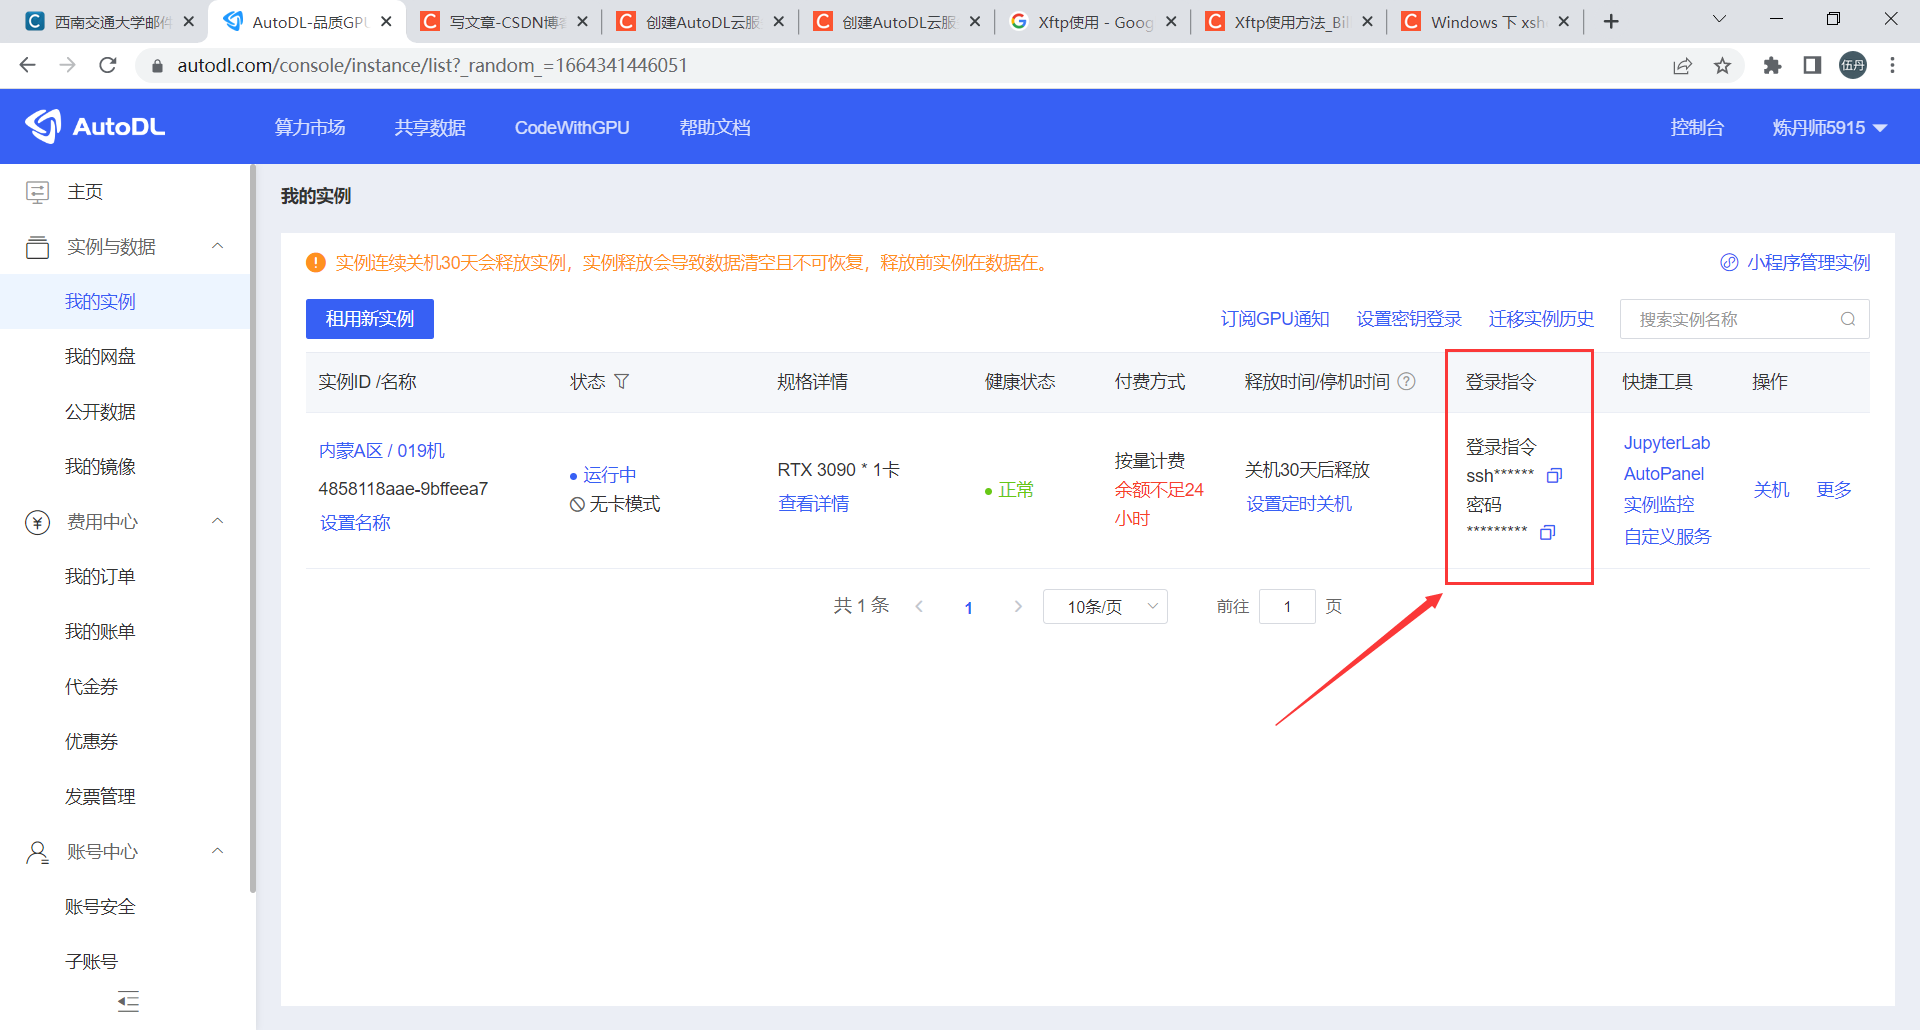 西南交通大学邮件
AutoDL-品质GPU
写文章-CSDN博客
创建AutoDL云服
创建AutoDL云服
Xftp使用 - Goog
Xftp使用方法_Bil
Windows 下 xsh
autodl.com/console/instance/list?_random_=1664341446051
伍丹
AutoDL
算力市场
共享数据
CodeWithGPU
帮助文档
控制台
炼丹师5915
主页
实例与数据
我的实例
我的网盘
公开数据
我的镜像
费用中心
我的订单
我的账单
代金券
优惠券
发票管理
账号中心
账号安全
子账号
我的实例
实例连续关机30天会释放实例，实例释放会导致数据清空且不可恢复，释放前实例在数据在。
小程序管理实例
租用新实例
订阅GPU通知
设置密钥登录
迁移实例历史
搜索实例名称
实例ID /名称
状态
规格详情
健康状态
付费方式
释放时间/停机时间
登录指令
快捷工具
操作
内蒙A区 / 019机
4858118aae-9bffeea7
设置名称
运行中
无卡模式
RTX 3090 * 1卡
查看详情
正常
按量计费
余额不足24
小时
关机30天后释放
设置定时关机
登录指令
ssh******
密码
*********
JupyterLab
AutoPanel
实例监控
自定义服务
关机
更多
共 1 条
1
10条/页
前往
1
页